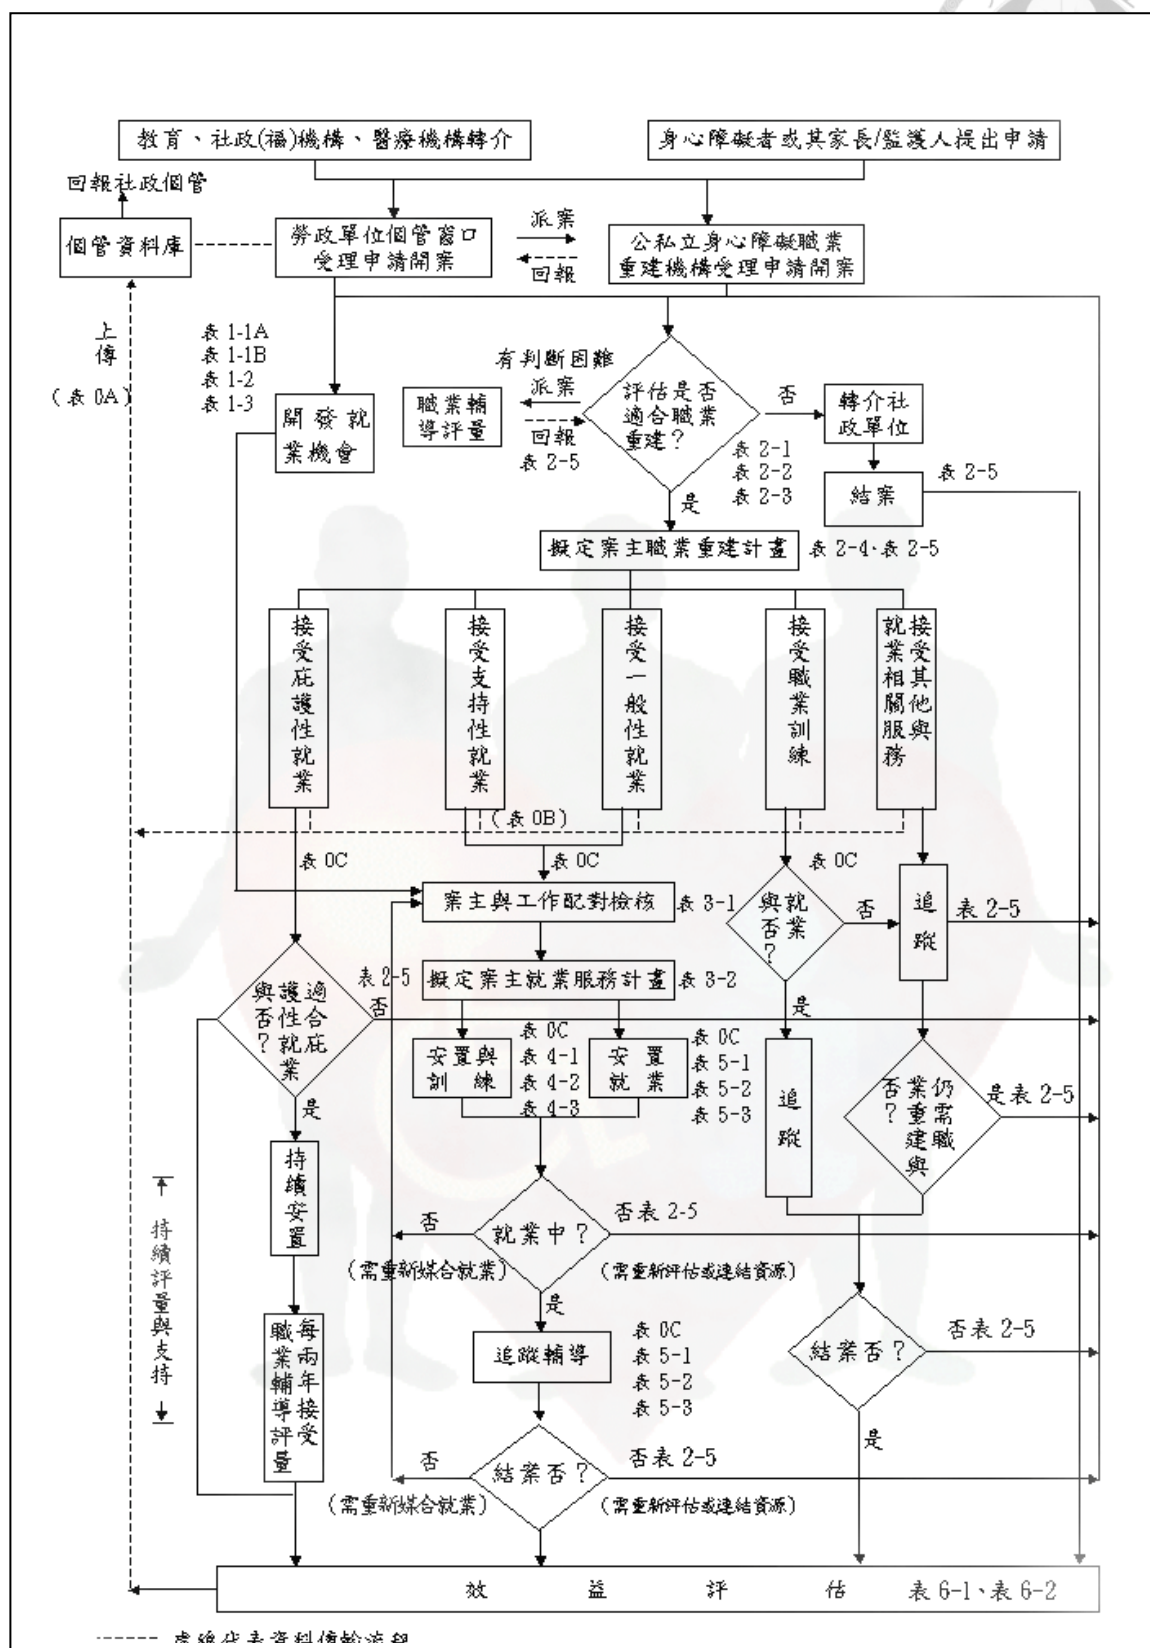 教育、社政(福)機構、醫療機構轉介
身心障礙者或其家長/監護人提出申請
回報社政個管
個管資料庫
勞政單位個管窗口
受理申請開案
派案
回報
公私立身心障礙職業
重建機構受理申請開案
上傳
(表 0A)
表 1-1A
表 1-1B
表 1-2
表 1-3
開發就
業機會
有判斷困難
職業輔
導評量
派案
回報
表 2-5
評估是否
適合職業
重建?
否
轉介社
政單位
表 2-1
表 2-2
表 2-3
結案
表 2-5
是
擬定案主職業重建計畫
表 2-4、表 2-5
接受庇護性就業
接受支持性就業
接受一般性就業
接受職業訓練
接受其他與
就業相關服務
(表 0B)
表 0C
表 0C
表 0C
案主與工作配對檢核
表 3-1
就業
與否?
否
追蹤
表 2-5
擬定案主就業服務計畫
表 3-2
適合庇
護性就業
與否?
表 2-5
否
是
是
安置與
訓練
表 0C
表 4-1
表 4-2
表 4-3
安置
就業
表 0C
表 5-1
表 5-2
表 5-3
追蹤
仍需職
業重建與
否?
是表 2-5
持續安置
持續評量與支持
就業中?
否
(需重新媒合就業)
否表 2-5
(需重新評估或連結資源)
是
每兩年接受
職業輔導評量
追蹤輔導
表 0C
表 5-1
表 5-2
表 5-3
結案否?
否表 2-5
是
結案否?
否
(需重新媒合就業)
否表 2-5
(需重新評估或連結資源)
效益評估 表 6-1、表 6-2
虛線代表資料傳輸流程